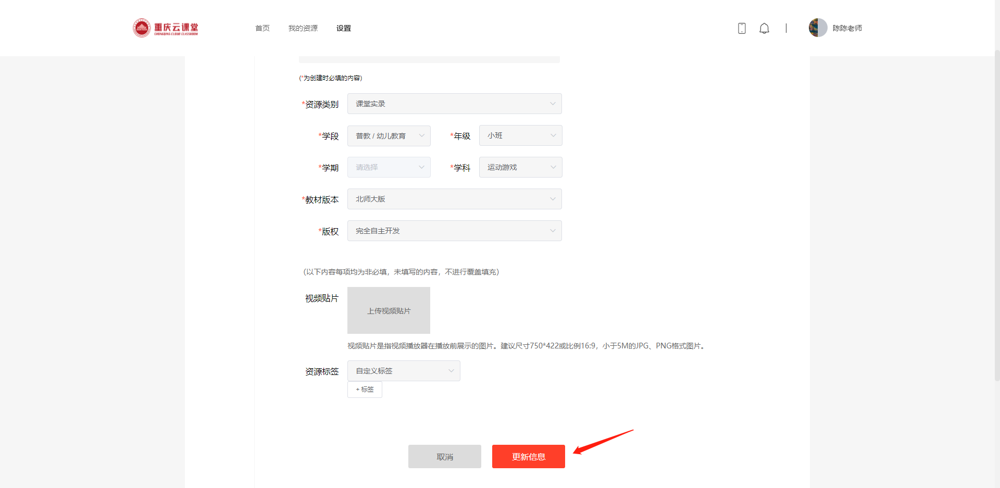 重庆云课堂
CHONGQING CLOUD CLASSROOM
首页 我的资源 设置 陈陈老师
(*为创建时必填的内容)
*资源类别 课堂实录
*学段 普教 / 幼儿教育 *年级 小班
*学期 请选择 *学科 运动游戏
*教材版本 北师大版
*版权 完全自主开发
(以下内容每项均为非必填，未填写的内容，不进行覆盖填充)
视频贴片 上传视频贴片
视频贴片是指视频播放器在播放前展示的图片。建议尺寸750*422或比例16:9，小于5M的JPG、PNG格式图片。
资源标签 自定义标签
+ 标签
取消 更新信息